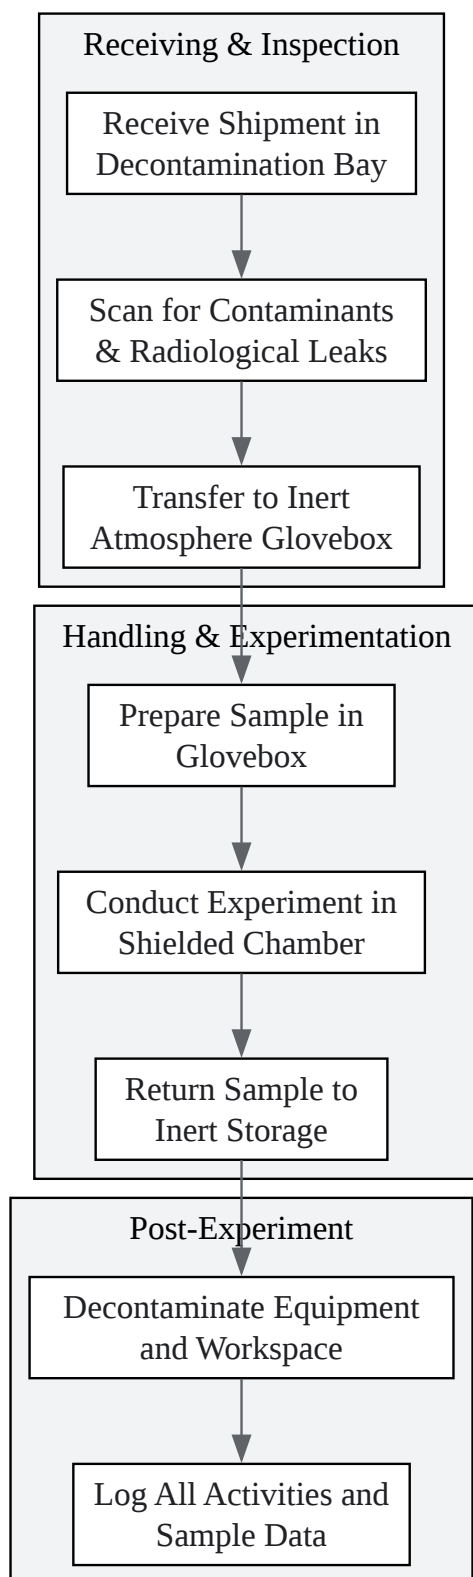 Receiving & Inspection
Receive Shipment in
Decontamination Bay
Scan for Contaminants
& Radiological Leaks
Transfer to Inert
Atmosphere Glovebox
Handling & Experimentation
Prepare Sample in
Glovebox
Conduct Experiment in
Shielded Chamber
Return Sample to
Inert Storage
Post-Experiment
Decontaminate Equipment
and Workspace
Log All Activities and
Sample Data